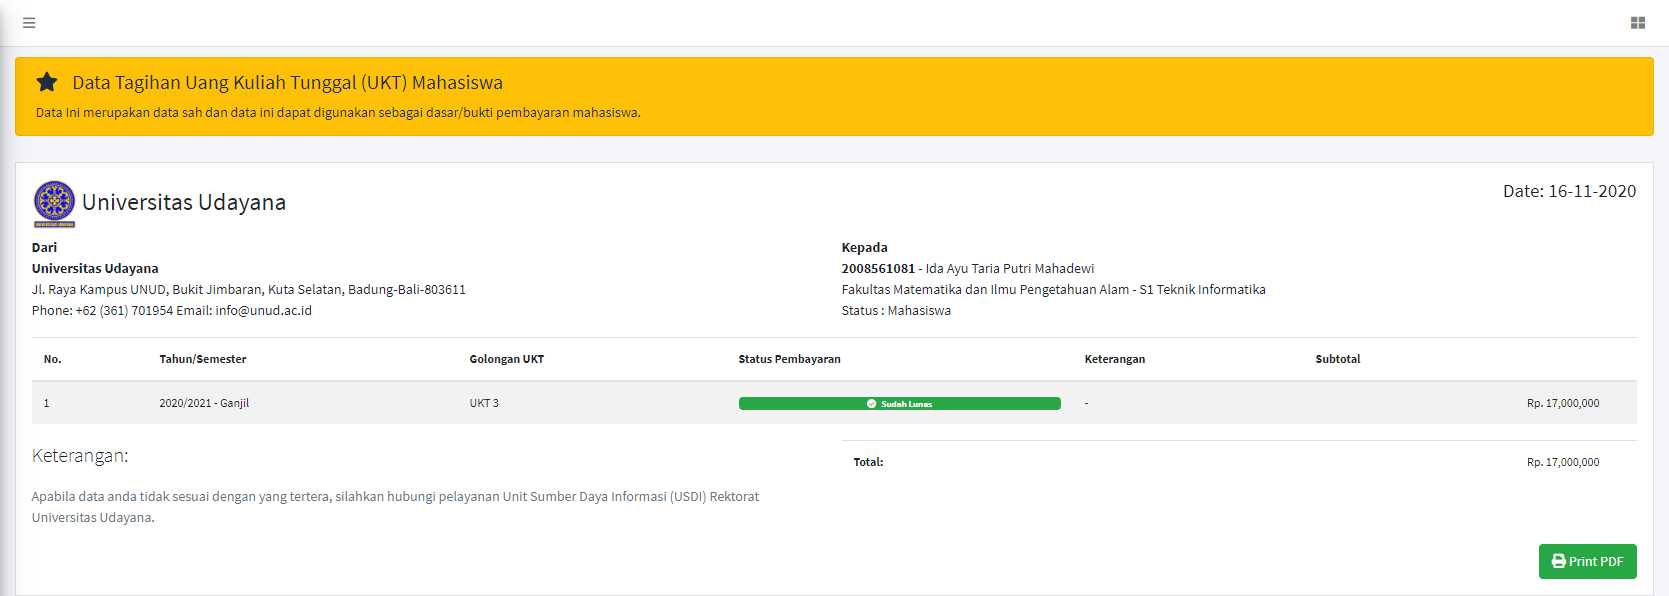 Data Tagihan Uang Kuliah Tunggal (UKT) Mahasiswa
Data Ini merupakan data sah dan data ini dapat digunakan sebagai dasar/bukti pembayaran mahasiswa.
Universitas Udayana
Date: 16-11-2020
Dari
Universitas Udayana
Jl. Raya Kampus UNUD, Bukit Jimbaran, Kuta Selatan, Badung-Bali-803611
Phone: +62 (361) 701954 Email: info@unud.ac.id
Kepada
2008561081 - Ida Ayu Taria Putri Mahadewi
Fakultas Matematika dan Ilmu Pengetahuan Alam - S1 Teknik Informatika
Status : Mahasiswa
No. Tahun/Semester Golongan UKT Status Pembayaran Keterangan Subtotal
1 2020/2021 - Ganjil UKT 3 Sudah Lunas - Rp. 17,000,000
Keterangan:
Apabila data anda tidak sesuai dengan yang tertera, silahkan hubungi pelayanan Unit Sumber Daya Informasi (USDI) Rektorat
Universitas Udayana.
Total: Rp. 17,000,000
Print PDF